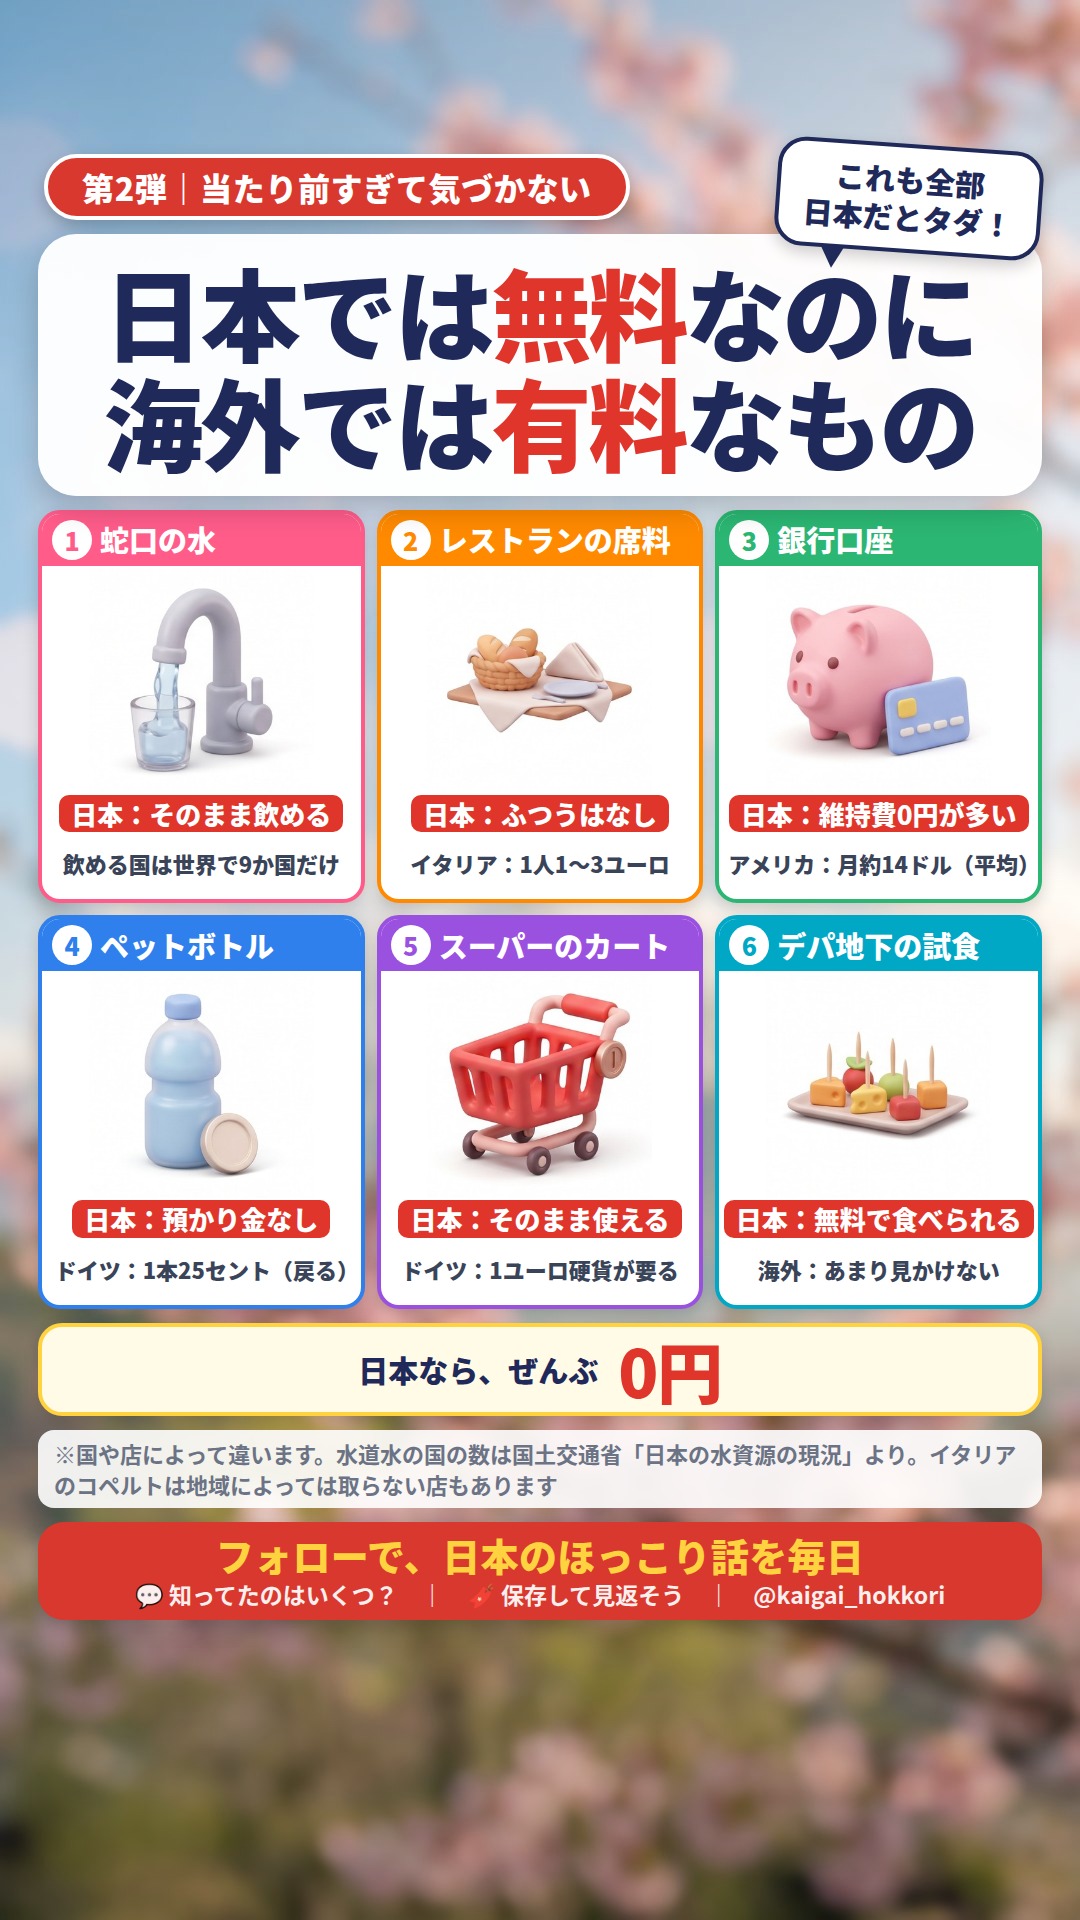 第2弾｜当たり前すぎて気づかない
これも全部
日本だとタダ！
日本では無料なのに
海外では有料なもの
1 蛇口の水
日本：そのまま飲める
飲める国は世界で9か国だけ
2 レストランの席料
日本：ふつうはなし
イタリア：1人1〜3ユーロ
3 銀行口座
日本：維持費0円が多い
アメリカ：月約14ドル（平均）
4 ペットボトル
日本：預かり金なし
ドイツ：1本25セント（戻る）
5 スーパーのカート
日本：そのまま使える
ドイツ：1ユーロ硬貨が要る
6 デパ地下の試食
日本：無料で食べられる
海外：あまり見かけない
日本なら、ぜんぶ 0円
※国や店によって違います。水道水の国の数は国土交通省「日本の水資源の現況」より。イタリア
のコペルトは地域によっては取らない店もあります
フォローで、日本のほっこり話を毎日
💬 知ってたのはいくつ？ ｜ 🔖 保存して見返そう ｜ @kaigai_hokkori